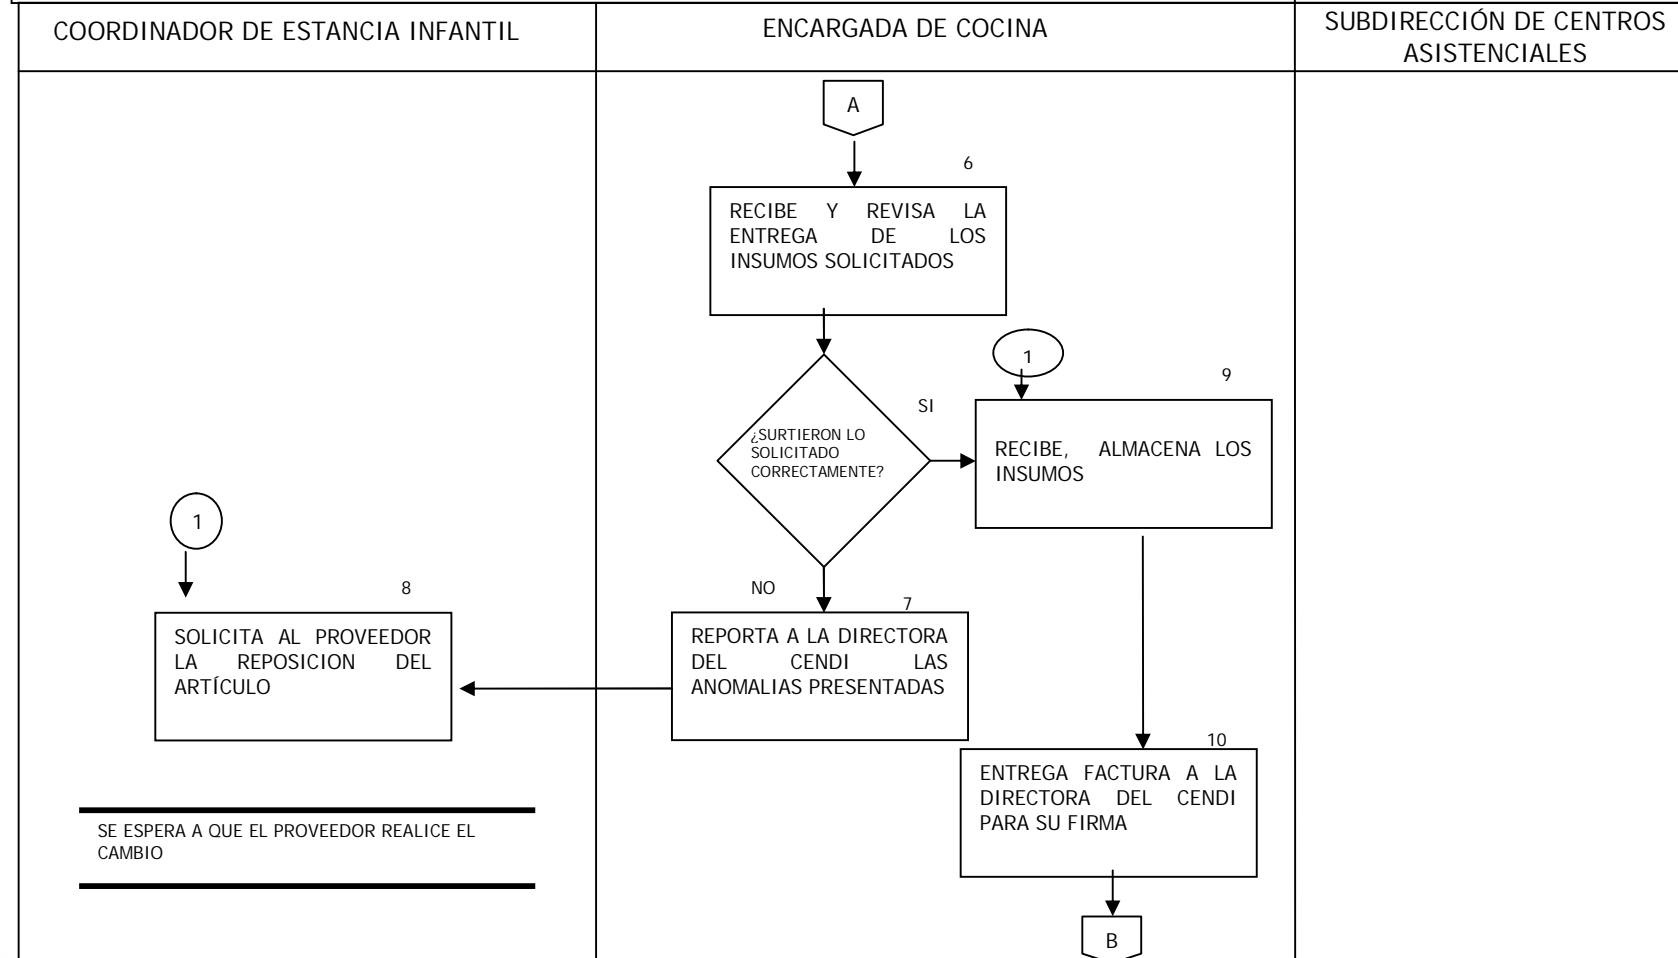 COORDINADOR DE ESTANCIA INFANTIL
ENCARGADA DE COCINA
SUBDIRECCIÓN DE CENTROS
ASISTENCIALES
A
6
RECIBE Y REVISA LA
ENTREGA DE LOS
INSUMOS SOLICITADOS
¿SURTIERON LO
SOLICITADO
CORRECTAMENTE?
SI
1
9
RECIBE, ALMACENA LOS
INSUMOS
NO
7
REPORTA A LA DIRECTORA
DEL CENDI LAS
ANOMALIAS PRESENTADAS
1
8
SOLICITA AL PROVEEDOR
LA REPOSICION DEL
ARTÍCULO
SE ESPERA A QUE EL PROVEEDOR REALICE EL
CAMBIO
10
ENTREGA FACTURA A LA
DIRECTORA DEL CENDI
PARA SU FIRMA
B